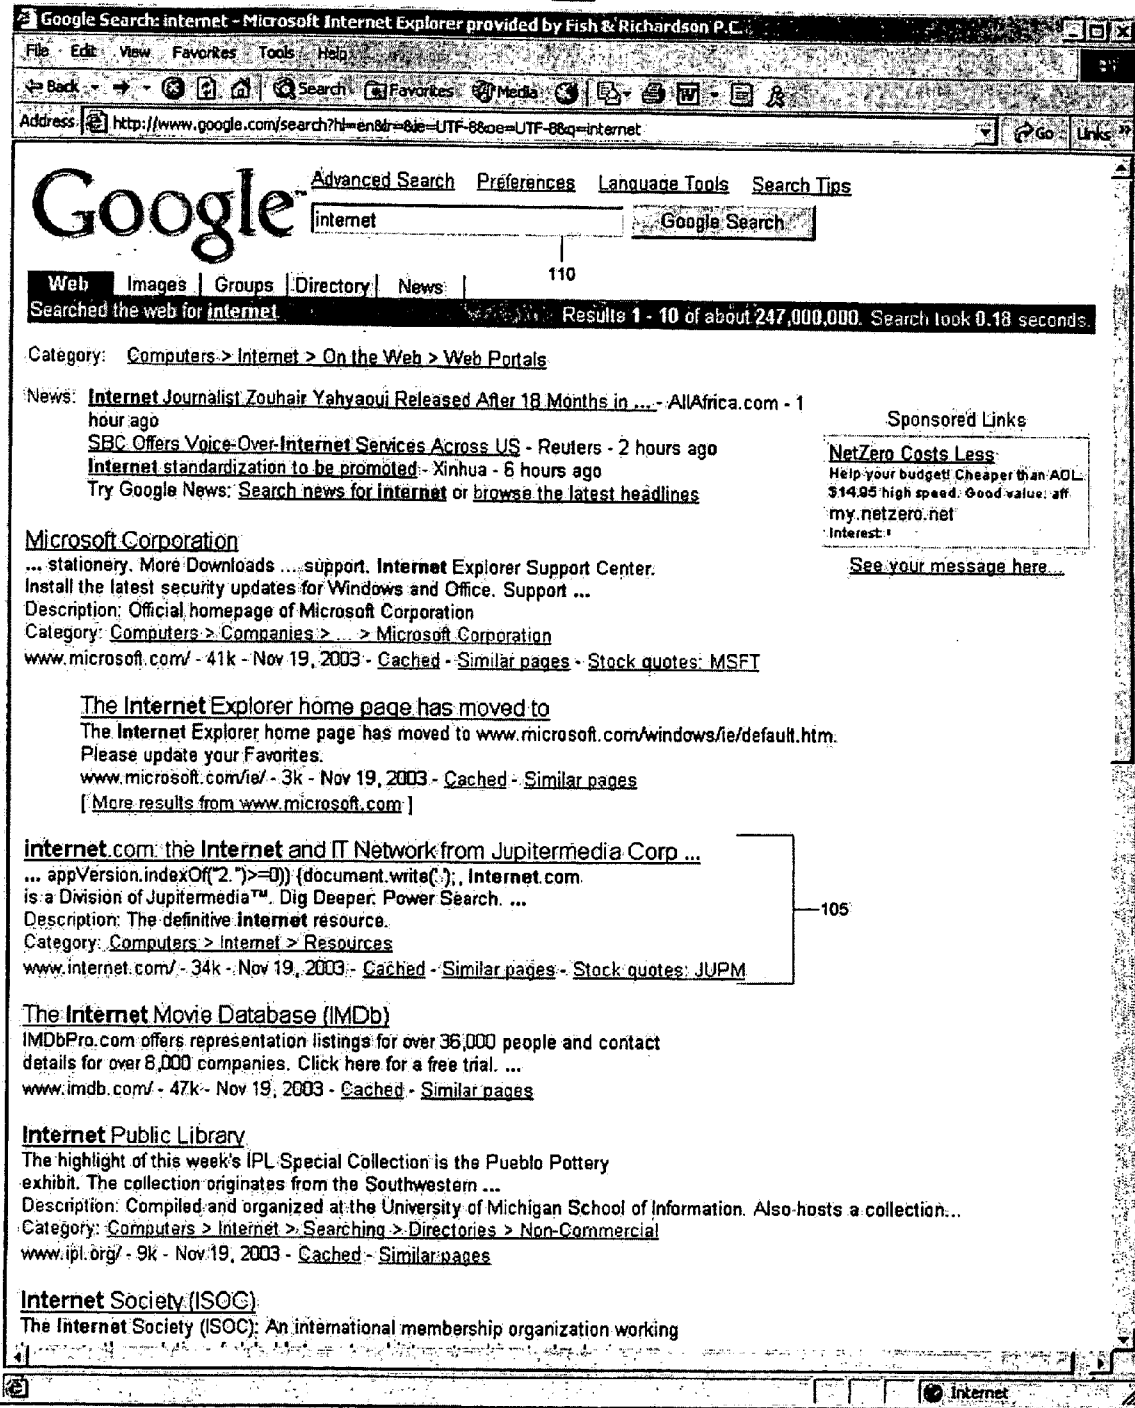 Google Search: internet - Microsoft Internet Explorer provided by Fish & Richardson P.C.
File Edit View Favorites Tools Help
Back Search Favorites Media
Address http://www.google.com/search?hl=en&lr=&ie=UTF-8&oe=UTF-8&q=internet Go Links »
Google™
Advanced Search Preferences Language Tools Search Tips
internet Google Search
110
Web Images Groups Directory News
Searched the web for internet. Results 1 - 10 of about 247,000,000. Search took 0.18 seconds.
Category: Computers > Internet > On the Web > Web Portals
News: Internet Journalist Zouhair Yahyaoui Released After 18 Months in ... - AllAfrica.com - 1
hour ago
SBC Offers Voice-Over-Internet Services Across US - Reuters - 2 hours ago
Internet standardization to be promoted - Xinhua - 6 hours ago
Try Google News: Search news for internet or browse the latest headlines
Sponsored Links
NetZero Costs Less
Help your budget! Cheaper than AOL
$14.95 high speed. Good value. aff
my.netzero.net
Interest:
See your message here...
Microsoft Corporation
... stationery. More Downloads ... support. Internet Explorer Support Center.
Install the latest security updates for Windows and Office. Support ...
Description: Official homepage of Microsoft Corporation
Category: Computers > Companies > ... > Microsoft Corporation
www.microsoft.com/ - 41k - Nov 19, 2003 - Cached - Similar pages - Stock quotes: MSFT
The Internet Explorer home page has moved to
The Internet Explorer home page has moved to www.microsoft.com/windows/ie/default.htm.
Please update your Favorites.
www.microsoft.com/ie/ - 3k - Nov 19, 2003 - Cached - Similar pages
[ More results from www.microsoft.com ]
internet.com: the Internet and IT Network from Jupitermedia Corp ...
... appVersion.indexOf("2.")>=0)) {document.write('.');, Internet.com
is a Division of Jupitermedia™. Dig Deeper: Power Search. ...
Description: The definitive Internet resource.
Category: Computers > Internet > Resources
www.internet.com/ - 34k - Nov 19, 2003 - Cached - Similar pages - Stock quotes: JUPM
105
The Internet Movie Database (IMDb)
IMDbPro.com offers representation listings for over 36,000 people and contact
details for over 8,000 companies. Click here for a free trial. ...
www.imdb.com/ - 47k - Nov 19, 2003 - Cached - Similar pages
Internet Public Library
The highlight of this week's IPL Special Collection is the Pueblo Pottery
exhibit. The collection originates from the Southwestern ...
Description: Compiled and organized at the University of Michigan School of Information. Also hosts a collection...
Category: Computers > Internet > Searching > Directories > Non-Commercial
www.ipl.org/ - 9k - Nov 19, 2003 - Cached - Similar pages
Internet Society (ISOC)
The Internet Society (ISOC): An international membership organization working
Internet